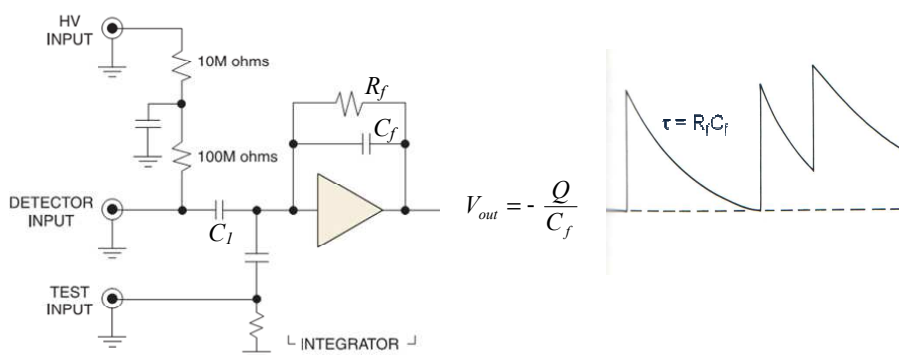 HV
INPUT
10M ohms
R_f
C_f
τ = R_fC_f
100M ohms
DETECTOR
INPUT
C_1
V_out = - Q / C_f
TEST
INPUT
INTEGRATOR